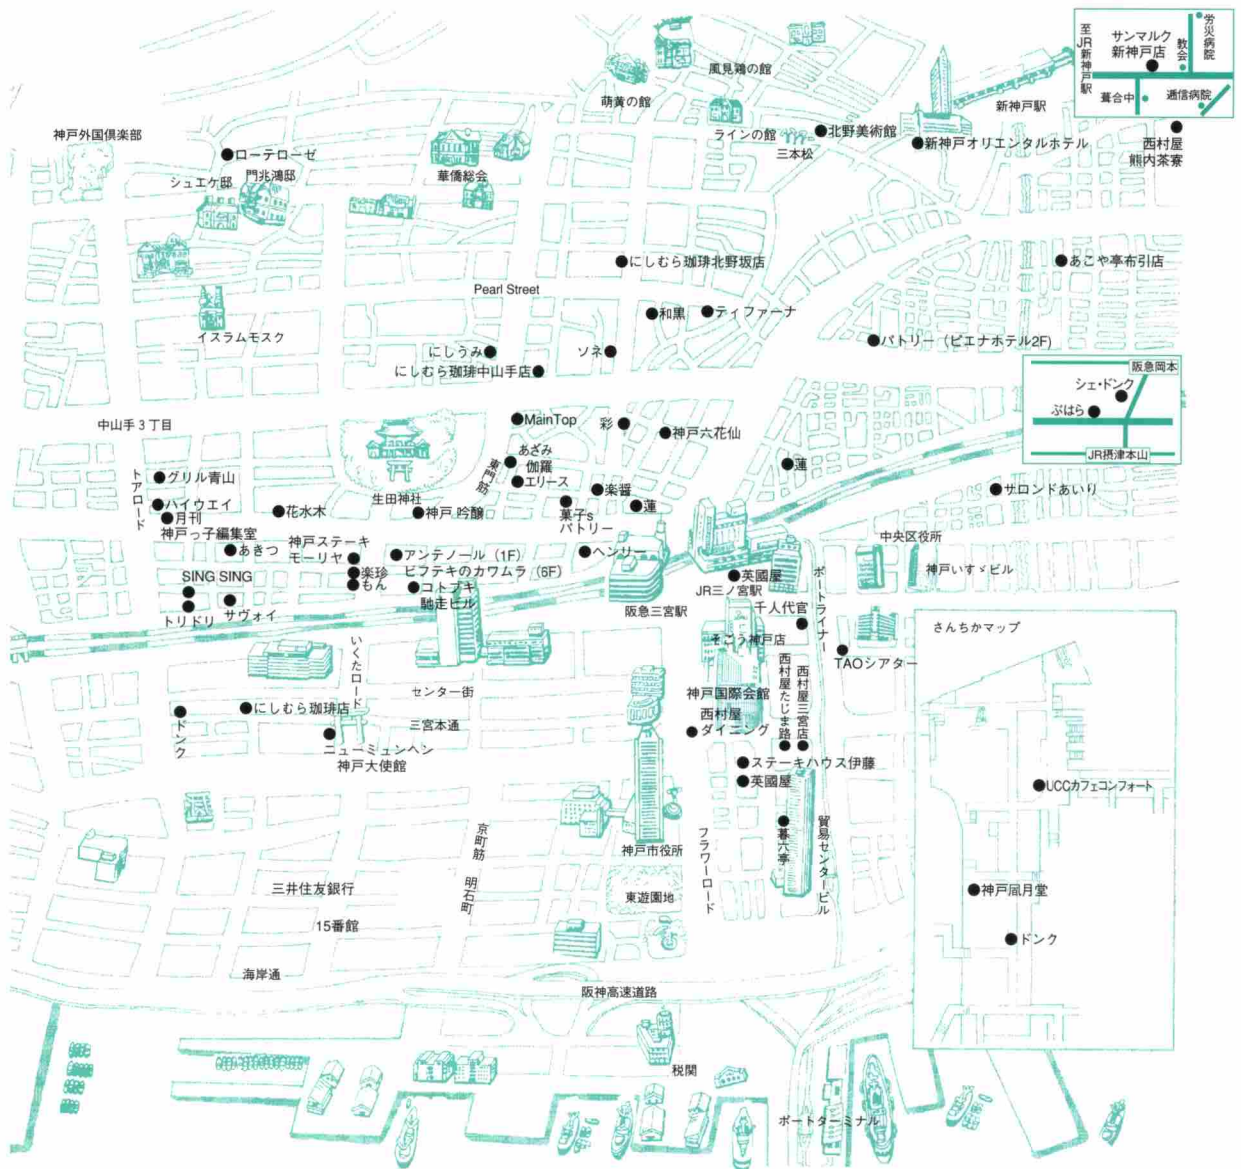 労災病院
サンマルク
新神戸店
教会
至JR新神戸駅
葺合中
逓信病院
風見鶏の館
萌黄の館
新神戸駅
ラインの館
三本松
北野美術館
新神戸オリエンタルホテル
西村屋
熊内茶寮
神戸外国倶楽部
ローテローゼ
シュエケ邸
門兆鴻邸
華僑総会
にしむら珈琲北野坂店
あこや亭布引店
Pearl Street
和黒
ティファーナ
イスラムモスク
にしうみ
ソネ
パトリー（ピエナホテル2F）
にしむら珈琲中山手店
阪急岡本
シェ・ドンク
ぶはら
JR摂津本山
中山手3丁目
MainTop
彩
神戸六花仙
あざみ
伽羅
エリース
東門筋
蓮
トアロード
グリル青山
ハイウエイ
月刊
神戸っ子編集室
花水木
生田神社
神戸 吟醸
楽醤
菓子s
パトリー
蓮
サロンドあいり
あきつ
神戸ステーキ
モーリヤ
アンテノール（1F）
ビフテキのカワムラ（6F）
ヘンリー
中央区役所
神戸いすゞビル
SING SING
楽珍
もん
コトブキ
馳走ビル
阪急三宮駅
英國屋
JR三ノ宮駅
ポートライナー
トリドリ
サヴォイ
千人代官
そごう神戸店
TAOシアター
さんちかマップ
いくたロード
センター街
神戸国際会館
西村屋たじま路
西村屋三宮店
ドンク
にしむら珈琲店
三宮本通
西村屋
ダイニング
ニューミュンヘン
神戸大使館
ステーキハウス伊藤
英國屋
UCCカフェコンフォート
京町筋
明石町
神戸市役所
フラワーロード
暮六亭
貿易センタービル
三井住友銀行
東遊園地
神戸凮月堂
15番館
ドンク
海岸通
阪神高速道路
税関
ポートターミナル